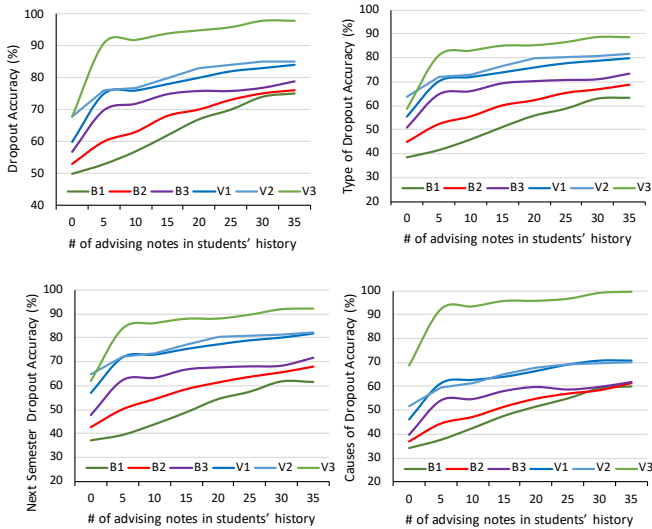 Dropout Accuracy (%)
100
90
80
70
60
50
40
B1 B2 B3 V1 V2 V3
0 5 10 15 20 25 30 35
# of advising notes in students' history
Type of Dropout Accuracy (%)
100
90
80
70
60
50
40
30
20
B1 B2 B3 V1 V2 V3
0 5 10 15 20 25 30 35
# of advising notes in students' history
Next Semester Dropout Accuracy (%)
100
90
80
70
60
50
40
30
20
B1 B2 B3 V1 V2 V3
0 5 10 15 20 25 30 35
# of advising notes in students' history
Causes of Dropout Accuracy (%)
100
90
80
70
60
50
40
30
20
B1 B2 B3 V1 V2 V3
0 5 10 15 20 25 30 35
# of advising notes in students' history